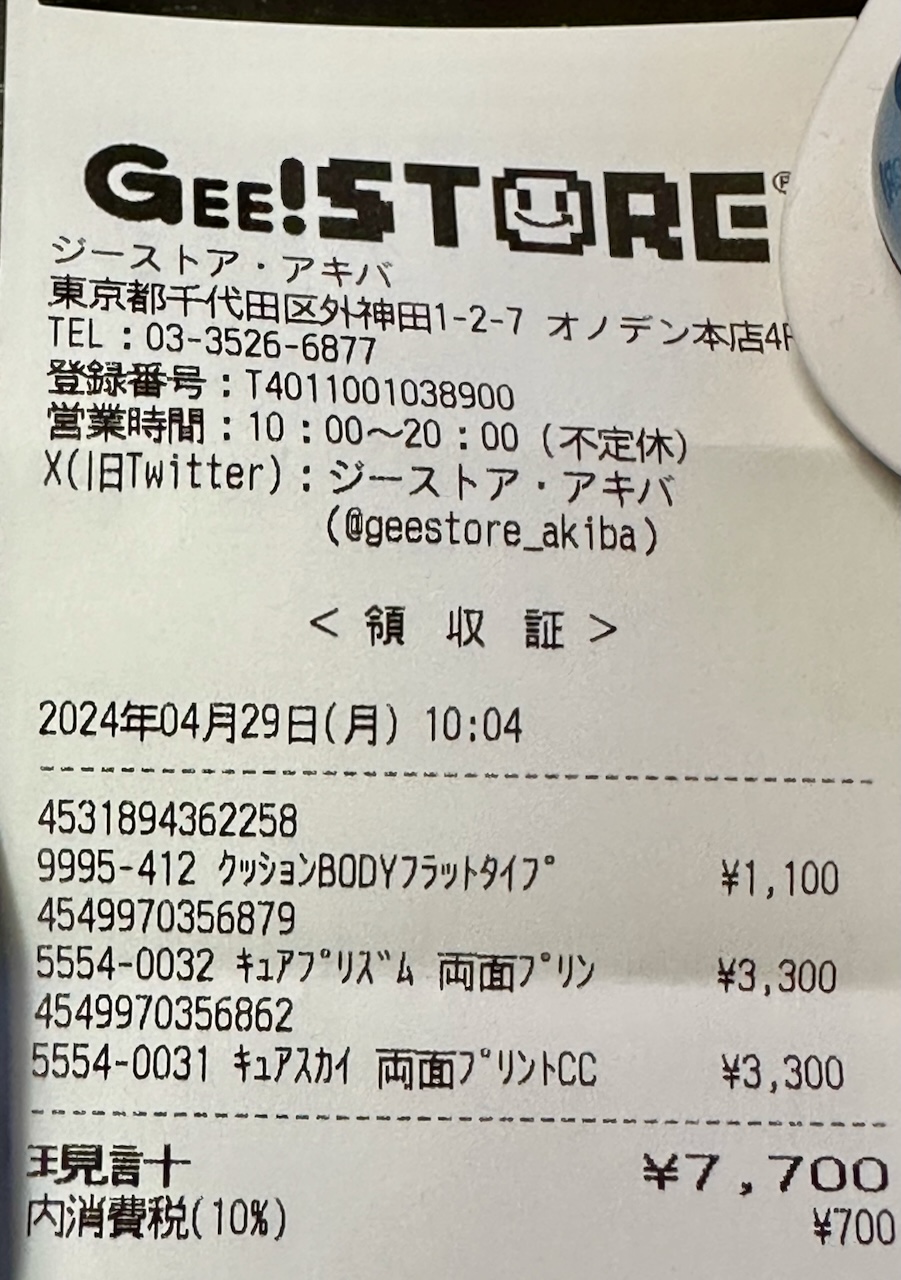 GEE!STORE®
ジーストア・アキバ
東京都千代田区外神田1-2-7 オノデン本店4F
TEL：03-3526-6877
登録番号：T4011001038900
営業時間：10：00～20：00 (不定休)
X(旧Twitter)：ジーストア・アキバ
(@geestore_akiba)
<領 収 証>
2024年04月29日(月) 10:04
4531894362258
9995-412 ｸｯｼｮﾝBODYﾌﾗｯﾄﾀｲﾌﾟ ¥1,100
4549970356879
5554-0032 ｷｭｱﾌﾟﾘｽﾞﾑ 両面ﾌﾟﾘﾝ ¥3,300
4549970356862
5554-0031 ｷｭｱｽｶｲ 両面ﾌﾟﾘﾝﾄCC ¥3,300
現計 ¥7,700
内消費税(10%) ¥700